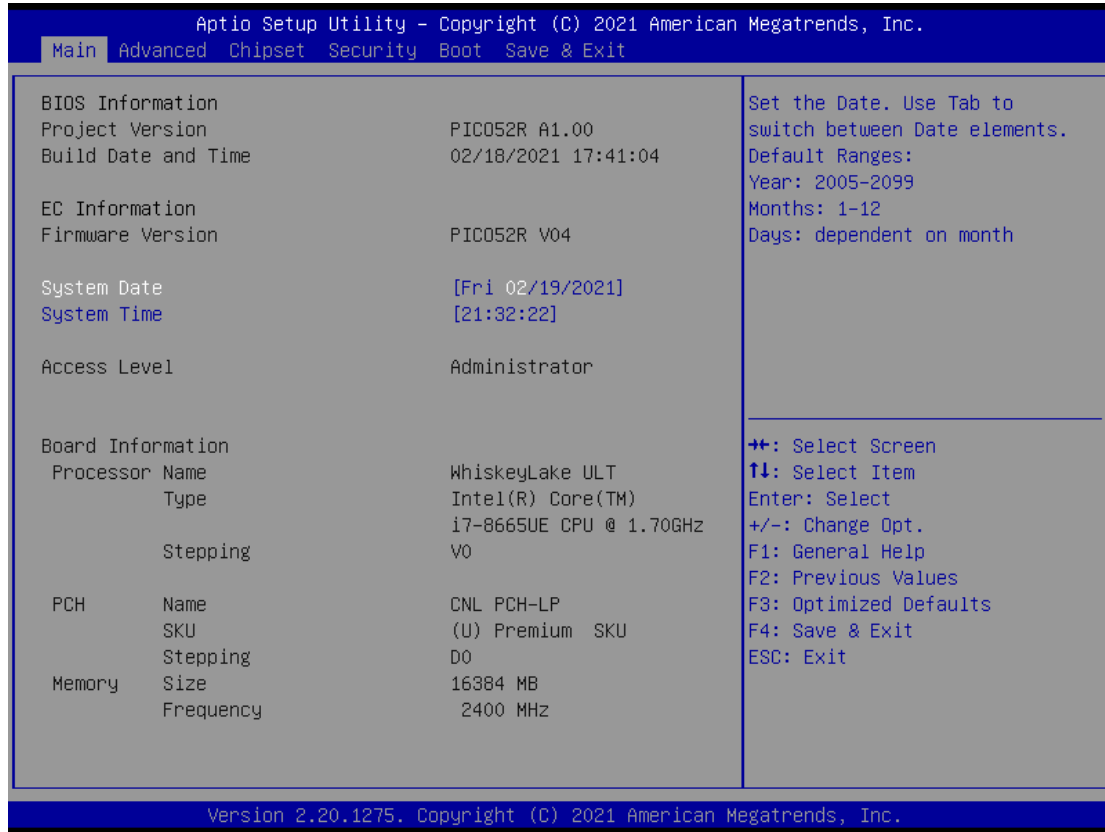 Aptio Setup Utility - Copyright (C) 2021 American Megatrends, Inc.
Main Advanced Chipset Security Boot Save & Exit
BIOS Information
Project Version PICO52R A1.00
Build Date and Time 02/18/2021 17:41:04
EC Information
Firmware Version PICO52R V04
System Date [Fri 02/19/2021]
System Time [21:32:22]
Access Level Administrator
Board Information
Processor Name WhiskeyLake ULT
Type Intel(R) Core(TM)
i7-8665UE CPU @ 1.70GHz
Stepping V0
PCH Name CNL PCH-LP
SKU (U) Premium SKU
Stepping D0
Memory Size 16384 MB
Frequency 2400 MHz
Set the Date. Use Tab to
switch between Date elements.
Default Ranges:
Year: 2005-2099
Months: 1-12
Days: dependent on month
→←: Select Screen
↑↓: Select Item
Enter: Select
+/-: Change Opt.
F1: General Help
F2: Previous Values
F3: Optimized Defaults
F4: Save & Exit
ESC: Exit
Version 2.20.1275. Copyright (C) 2021 American Megatrends, Inc.